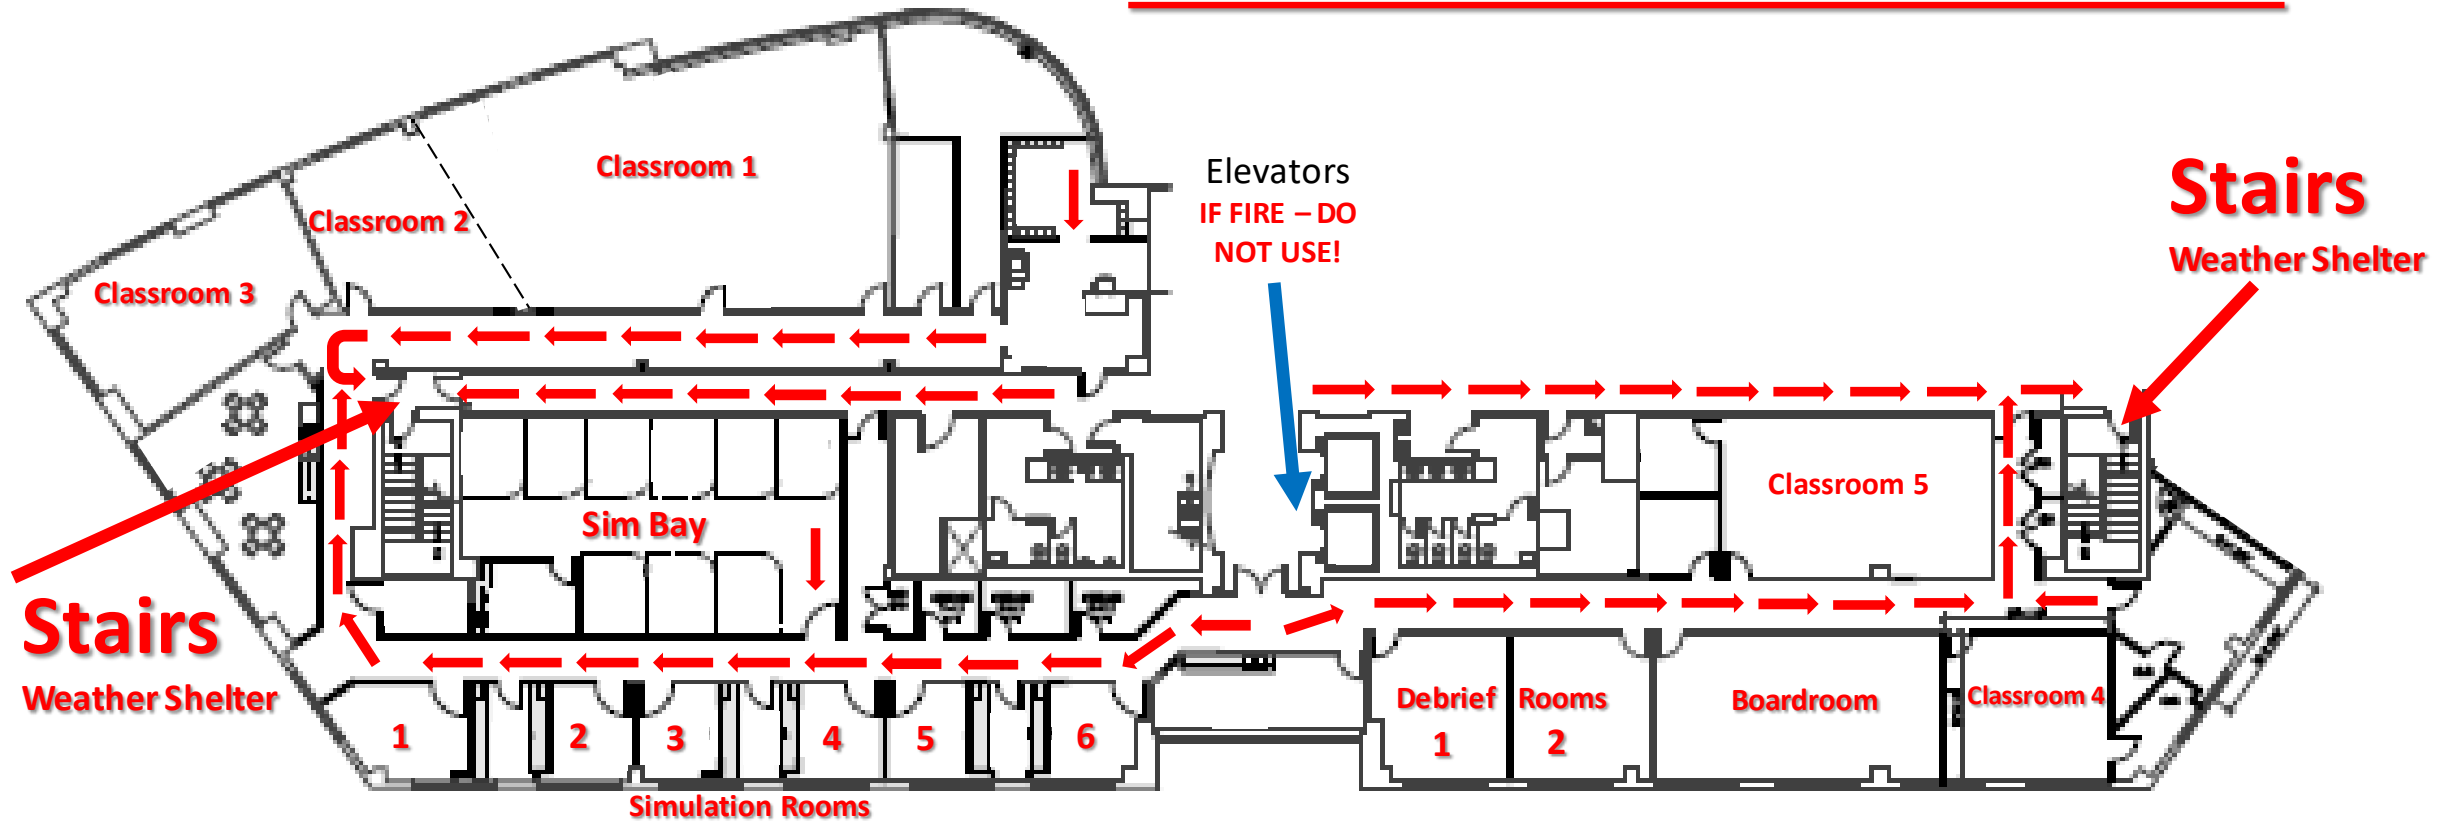 Classroom 1
Classroom 2
Classroom 3
Elevators
IF FIRE – DO
NOT USE!
Stairs
Weather Shelter
Classroom 5
Sim Bay
Stairs
Weather Shelter
Debrief Rooms
1 2
Boardroom
Classroom 4
1 2 3 4 5 6
Simulation Rooms